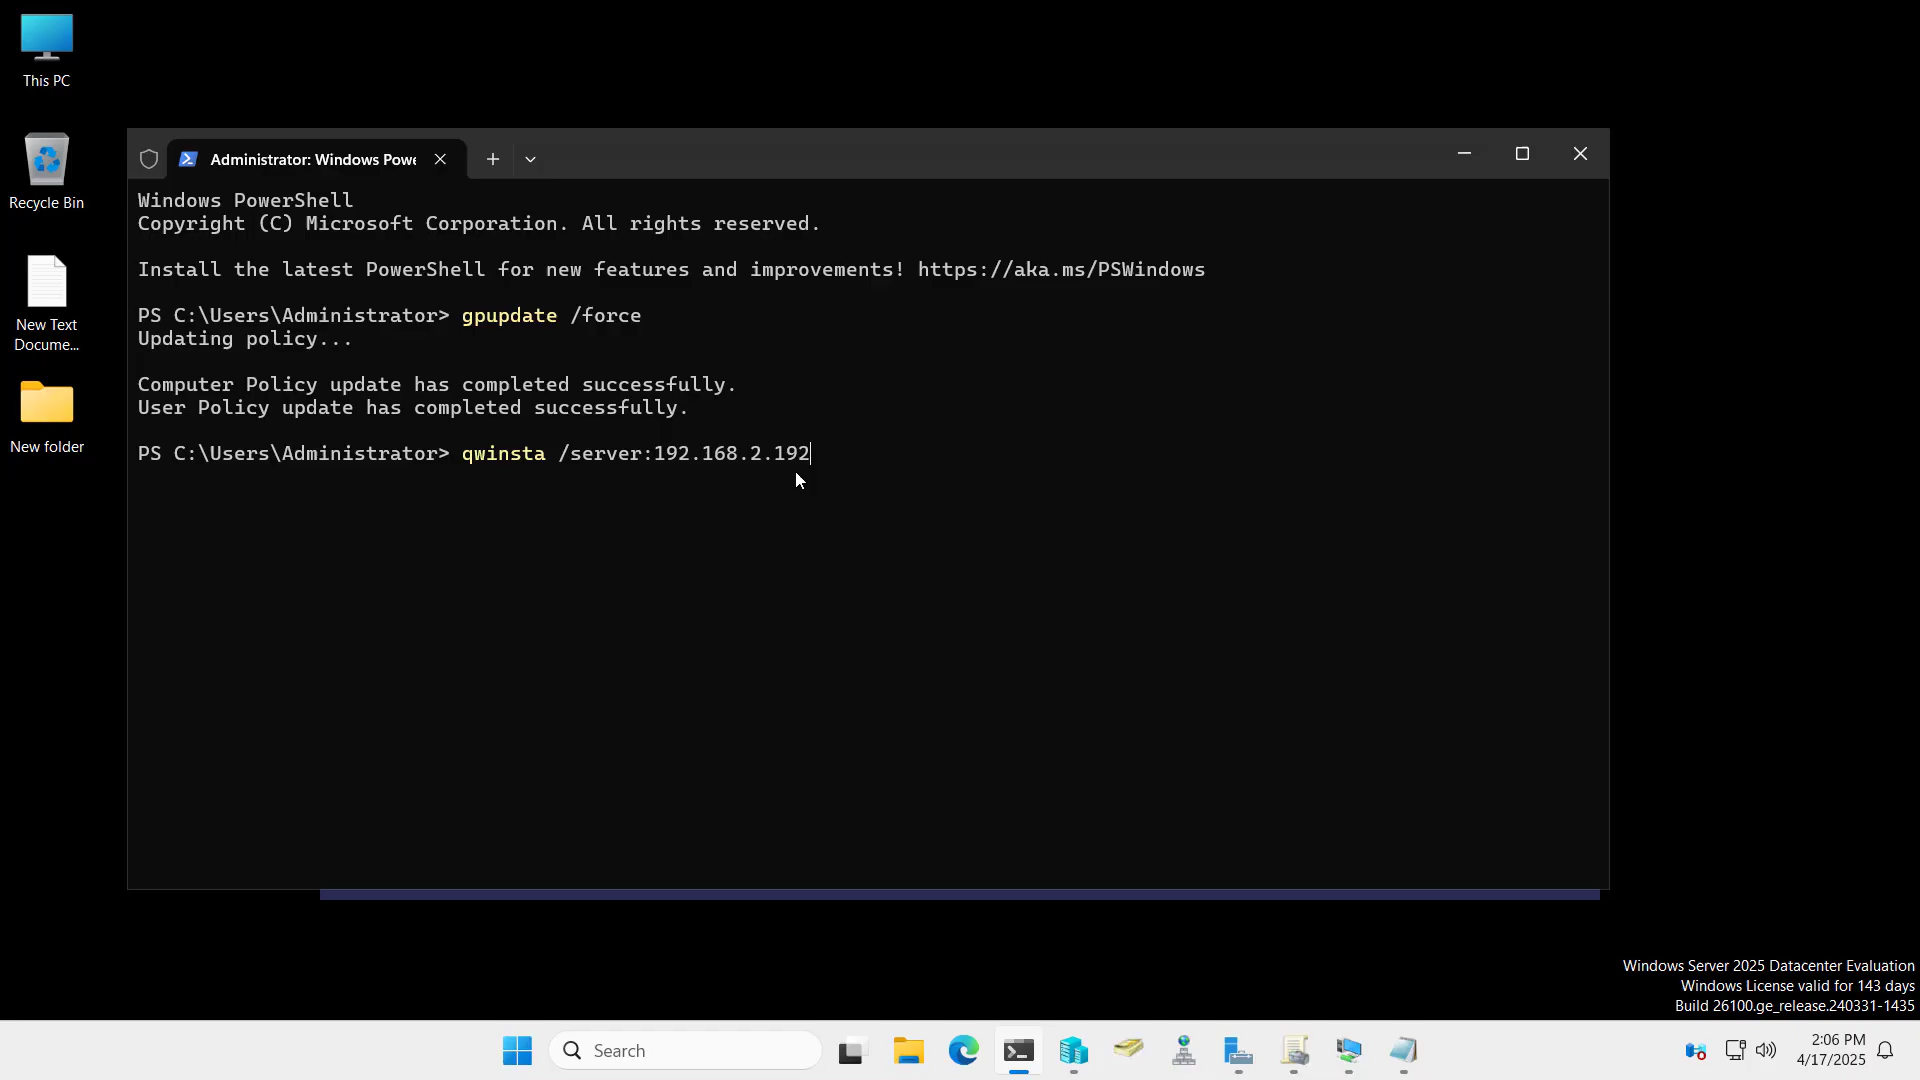 This PC
Recycle Bin
New Text
Docume...
New folder
Administrator: Windows Powe
Windows PowerShell
Copyright (C) Microsoft Corporation. All rights reserved.
Install the latest PowerShell for new features and improvements! https://aka.ms/PSWindows
PS C:\Users\Administrator> gpupdate /force
Updating policy...
Computer Policy update has completed successfully.
User Policy update has completed successfully.
PS C:\Users\Administrator> qwinsta /server:192.168.2.192
Windows Server 2025 Datacenter Evaluation
Windows License valid for 143 days
Build 26100.ge_release.240331-1435
Search
2:06 PM
4/17/2025